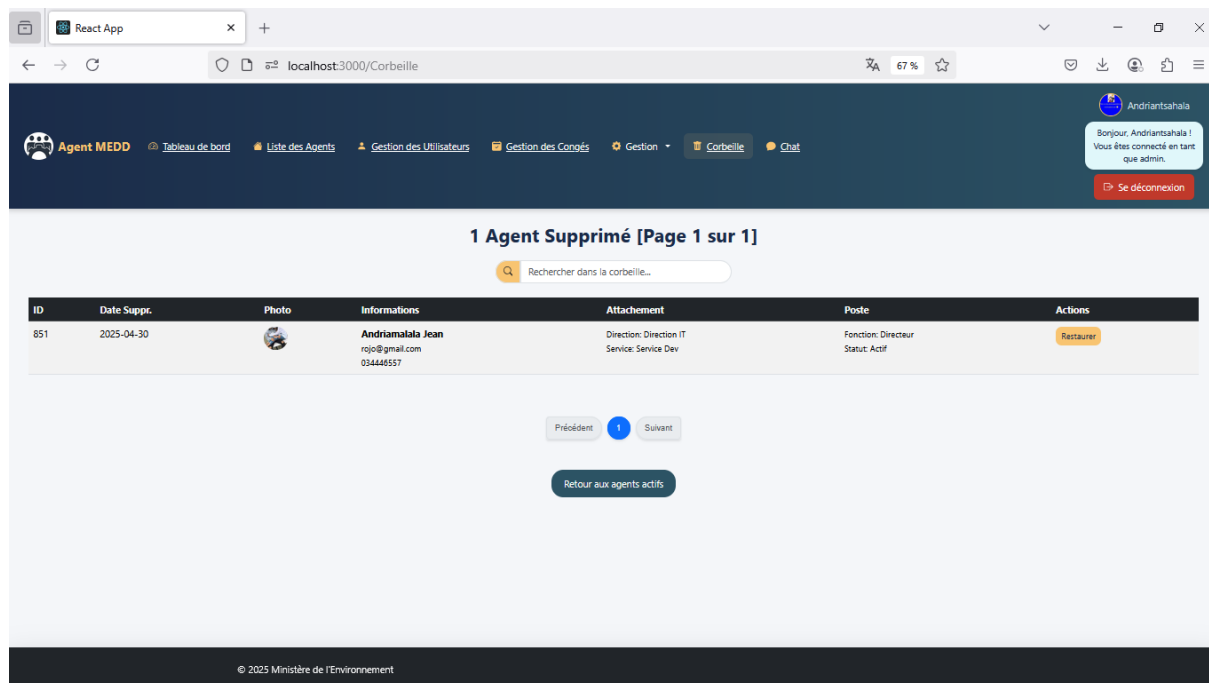 React App
localhost:3000/Corbeille
67 %
Andriantsahala
Agent MEDD Tableau de bord Liste des Agents Gestion des Utilisateurs Gestion des Congés Gestion Corbeille Chat
Bonjour, Andriantsahala !
Vous êtes connecté en tant
que admin.
Se déconnexion
1 Agent Supprimé [Page 1 sur 1]
Rechercher dans la corbeille...
ID Date Suppr. Photo Informations Attachement Poste Actions
851 2025-04-30 Andriamalala Jean Direction: Direction IT Fonction: Directeur Restaurer
rojo@gmail.com Service: Service Dev Statut: Actif
034446557
Précédent 1 Suivant
Retour aux agents actifs
© 2025 Ministère de l'Environnement